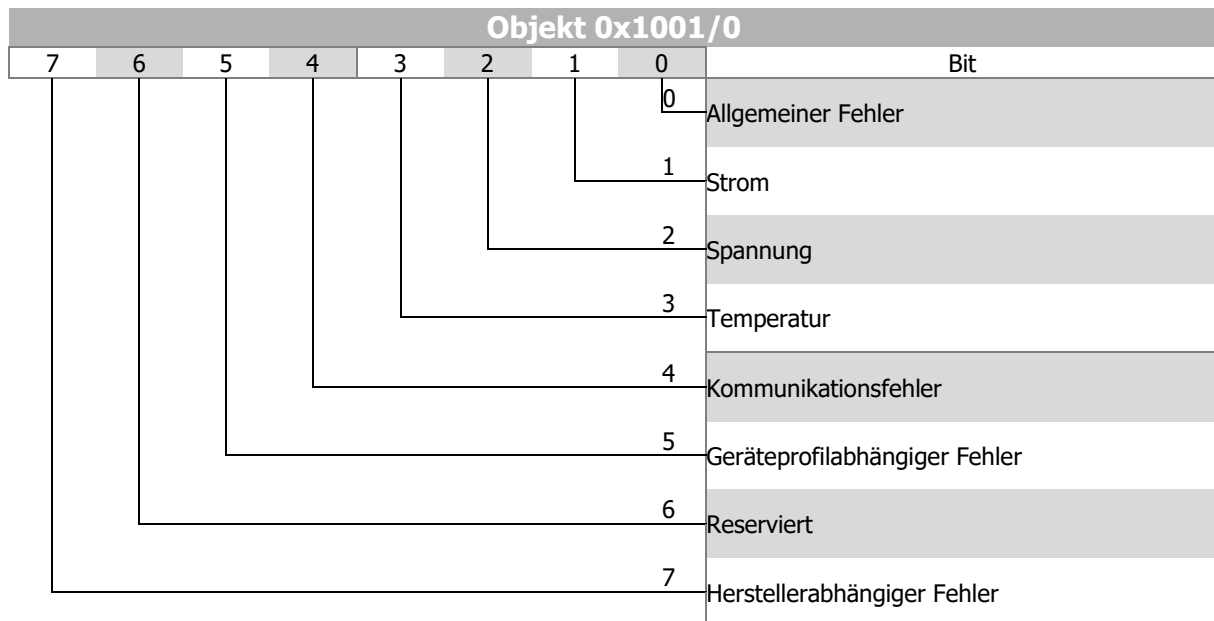 Objekt 0x1001/0
7 6 5 4 3 2 1 0 Bit
0 Allgemeiner Fehler
1 Strom
2 Spannung
3 Temperatur
4 Kommunikationsfehler
5 Geräteprofilabhängiger Fehler
6 Reserviert
7 Herstellerabhängiger Fehler